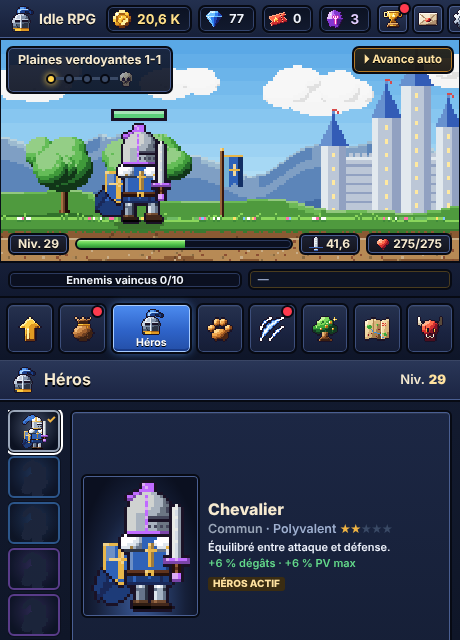 Idle RPG
20,6 K
77
0
3
Plaines verdoyantes 1-1
Avance auto
Niv. 29
41,6
275/275
Ennemis vaincus 0/10
—
Héros
Héros
Niv. 29
Chevalier
Commun · Polyvalent ★★★★★
Équilibré entre attaque et défense.
+6 % dégâts · +6 % PV max
HÉROS ACTIF